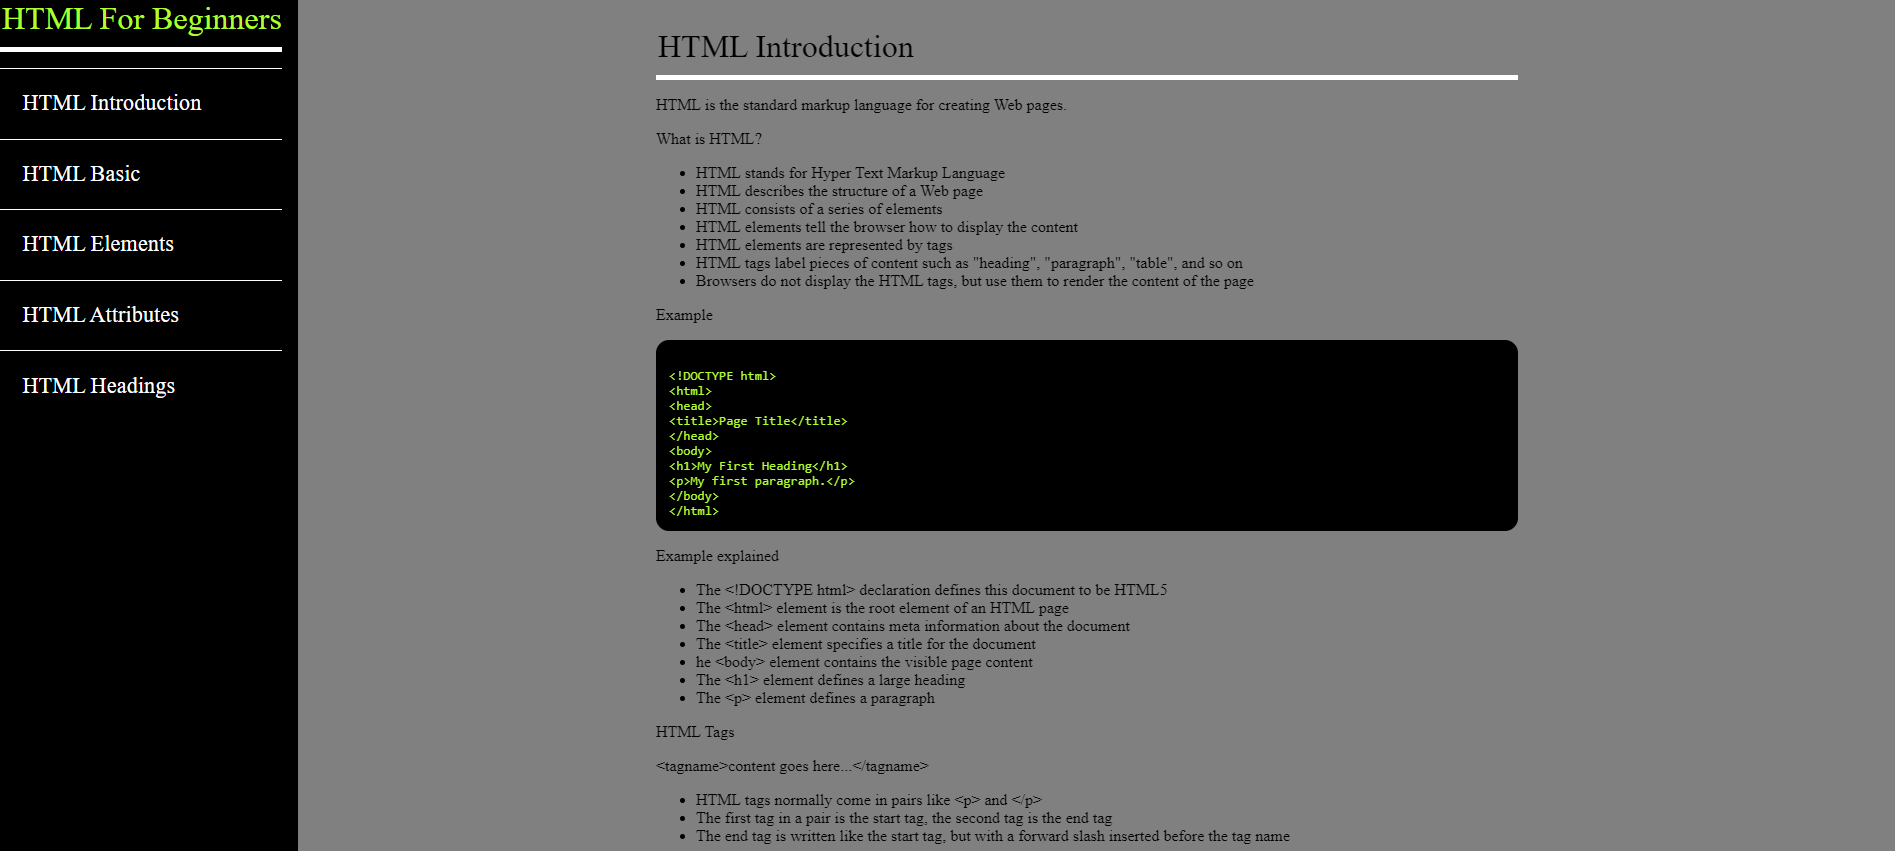 HTML For Beginners
HTML Introduction
HTML Basic
HTML Elements
HTML Attributes
HTML Headings
HTML Introduction
HTML is the standard markup language for creating Web pages.
What is HTML?
HTML stands for Hyper Text Markup Language
HTML describes the structure of a Web page
HTML consists of a series of elements
HTML elements tell the browser how to display the content
HTML elements are represented by tags
HTML tags label pieces of content such as "heading", "paragraph", "table", and so on
Browsers do not display the HTML tags, but use them to render the content of the page
Example
<!DOCTYPE html>
<html>
<head>
<title>Page Title</title>
</head>
<body>
<h1>My First Heading</h1>
<p>My first paragraph.</p>
</body>
</html>
Example explained
The <!DOCTYPE html> declaration defines this document to be HTML5
The <html> element is the root element of an HTML page
The <head> element contains meta information about the document
The <title> element specifies a title for the document
he <body> element contains the visible page content
The <h1> element defines a large heading
The <p> element defines a paragraph
HTML Tags
<tagname>content goes here...</tagname>
HTML tags normally come in pairs like <p> and </p>
The first tag in a pair is the start tag, the second tag is the end tag
The end tag is written like the start tag, but with a forward slash inserted before the tag name